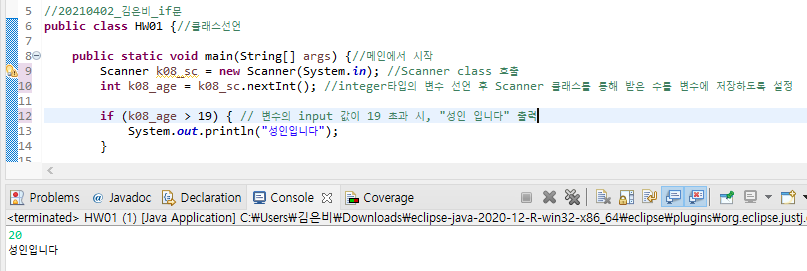 5 //20210402_김은비_if문
6 public class HW01 {//클래스선언
7
8 public static void main(String[] args) {//메인에서 시작
9 Scanner k08_sc = new Scanner(System.in); //Scanner class 호출
10 int k08_age = k08_sc.nextInt(); //integer타입의 변수 선언 후 Scanner 클래스를 통해 받은 수를 변수에 저장하도록 설정
11
12 if (k08_age > 19) { // 변수의 input 값이 19 초과 시, "성인 입니다" 출력
13 System.out.println("성인입니다");
14 }
15
Problems @ Javadoc Declaration Console Coverage
<terminated> HW01 (1) [Java Application] C:₩Users₩김은비₩Downloads₩eclipse-java-2020-12-R-win32-x86_64₩eclipse₩plugins₩org.eclipse.justj.
20
성인입니다